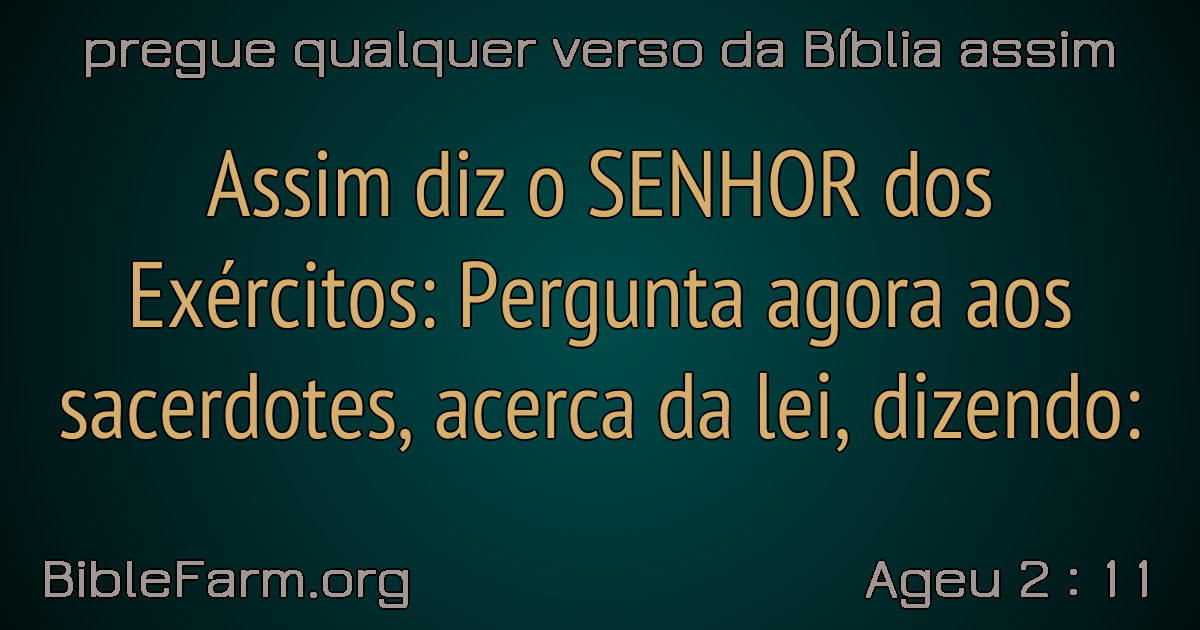 pregue qualquer verso da Bíblia assim
Assim diz o SENHOR dos
Exércitos: Pergunta agora aos
sacerdotes, acerca da lei, dizendo:
BibleFarm.org
Ageu 2 : 11